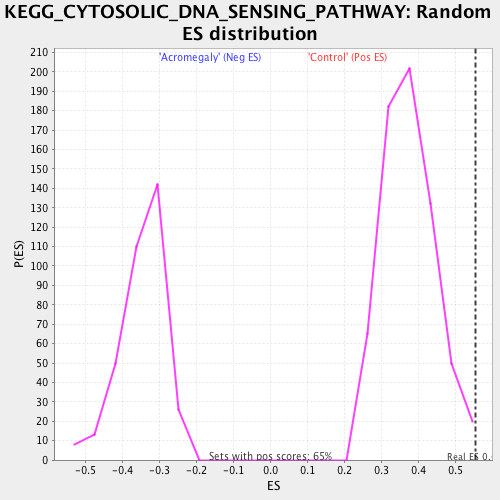 KEGG_CYTOSOLIC_DNA_SENSING_PATHWAY: Random
ES distribution
'Acromegaly' (Neg ES)
'Control' (Pos ES)
210
200
190
180
170
160
150
140
130
120
110
100
90
80
70
60
50
40
30
20
10
0
P(ES)
Sets with pos scores: 65%
Real ES 0.
-0.5 -0.4 -0.3 -0.2 -0.1 0.0 0.1 0.2 0.3 0.4 0.5
ES